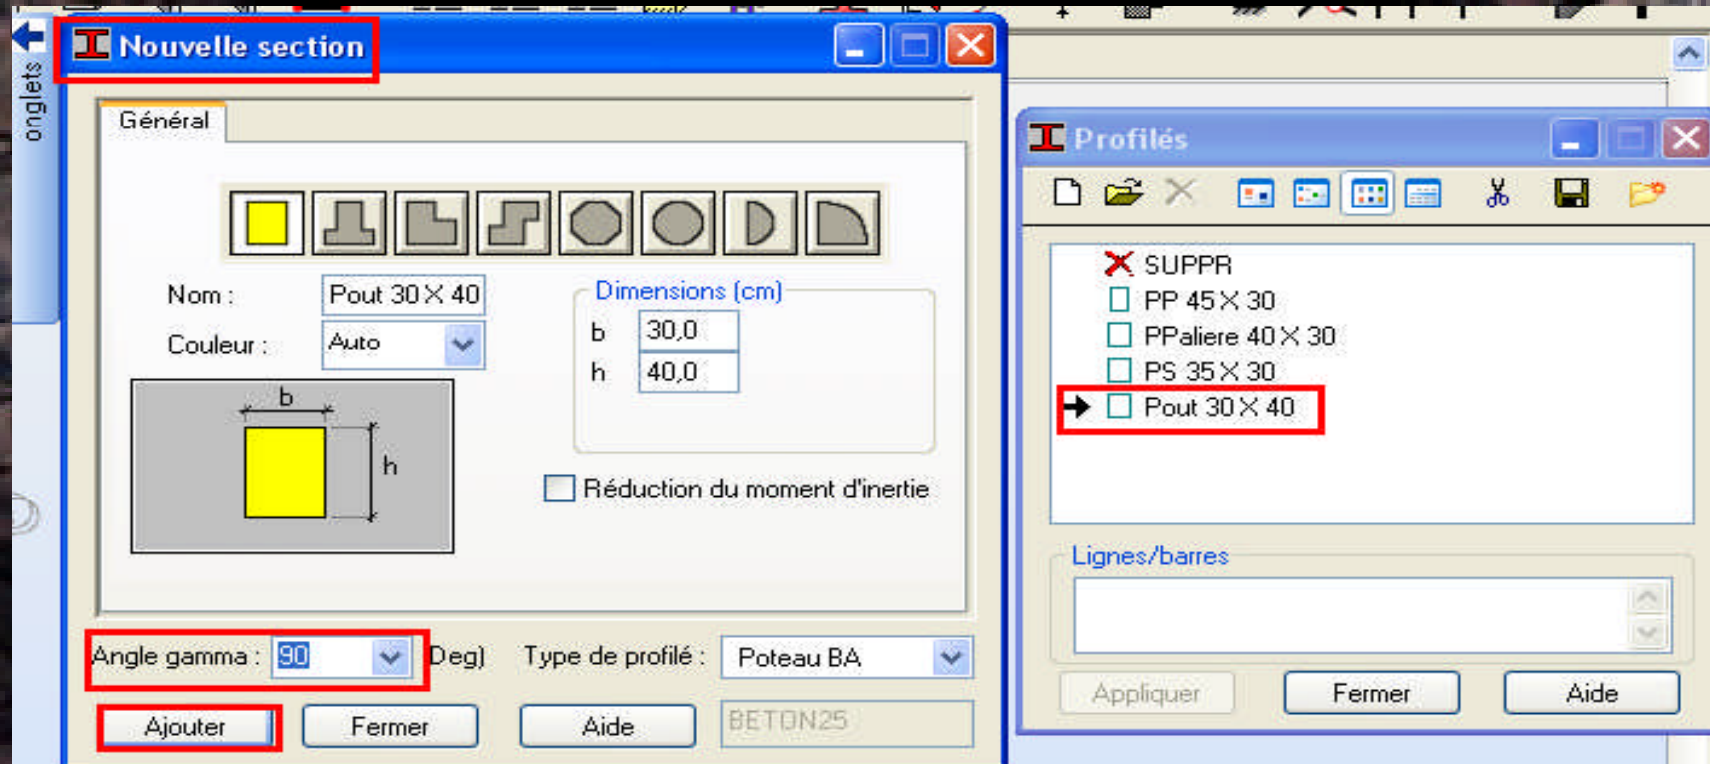 onglets
Nouvelle section
Général
Nom :
Pout 30×40
Couleur :
Auto
b
h
Dimensions (cm)
b 30,0
h 40,0
Réduction du moment d'inertie
Angle gamma : 90 Deg)
Type de profilé : Poteau BA
Ajouter
Fermer
Aide
BETON25
Profilés
SUPPR
PP 45×30
PPaliere 40×30
PS 35×30
Pout 30×40
Lignes/barres
Appliquer
Fermer
Aide